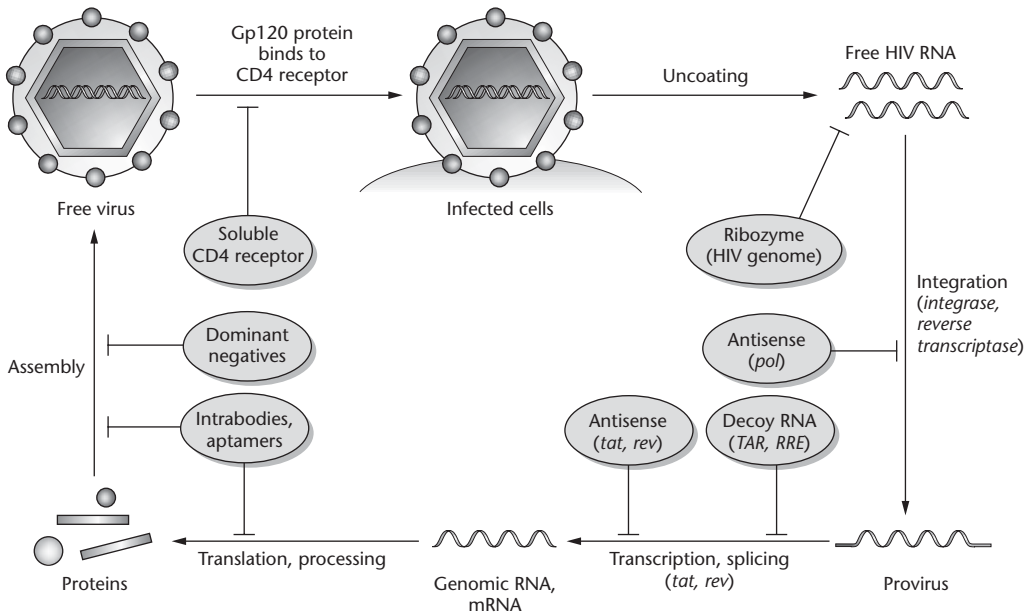 Gp120 protein
binds to
CD4 receptor
Uncoating
Free HIV RNA
Free virus
Infected cells
Soluble
CD4 receptor
Ribozyme
(HIV genome)
Integration
(integrase,
reverse
transcriptase)
Dominant
negatives
Antisense
(pol)
Assembly
Intrabodies,
aptamers
Antisense
(tat, rev)
Decoy RNA
(TAR, RRE)
Translation, processing
Transcription, splicing
(tat, rev)
Proteins
Genomic RNA,
mRNA
Provirus